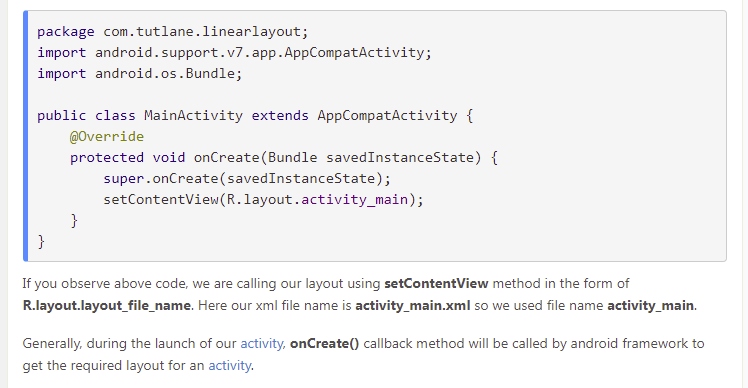 package com.tutlane.linearlayout;
import android.support.v7.app.AppCompatActivity;
import android.os.Bundle;

public class MainActivity extends AppCompatActivity {
    @Override
    protected void onCreate(Bundle savedInstanceState) {
        super.onCreate(savedInstanceState);
        setContentView(R.layout.activity_main);
    }
}
If you observe above code, we are calling our layout using setContentView method in the form of
R.layout.layout_file_name. Here our xml file name is activity_main.xml so we used file name activity_main.
Generally, during the launch of our activity, onCreate() callback method will be called by android framework to
get the required layout for an activity.